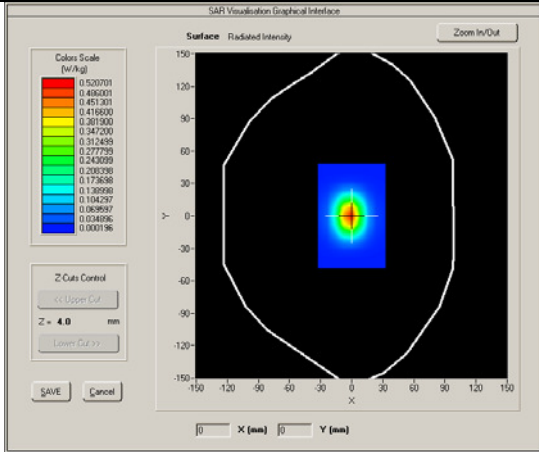 SAR Visualisation Graphical Interface
Surface Radiated Intensity
Zoom In/Out
Colors Scale
(W/kg)
0.520701
0.486001
0.451301
0.416600
0.381900
0.347200
0.312499
0.277799
0.243099
0.208398
0.173698
0.138998
0.104297
0.069597
0.034896
0.000196
150
120
90
60
30
0
-30
-60
-90
-120
-150
Y
-150 -120 -90 -60 -30 0 30 60 90 120 150
X
Z Cuts Control
<< Upper Cut
Z = 4.0 mm
Lower Cut >>
SAVE Cancel
0 X (mm) 0 Y (mm)